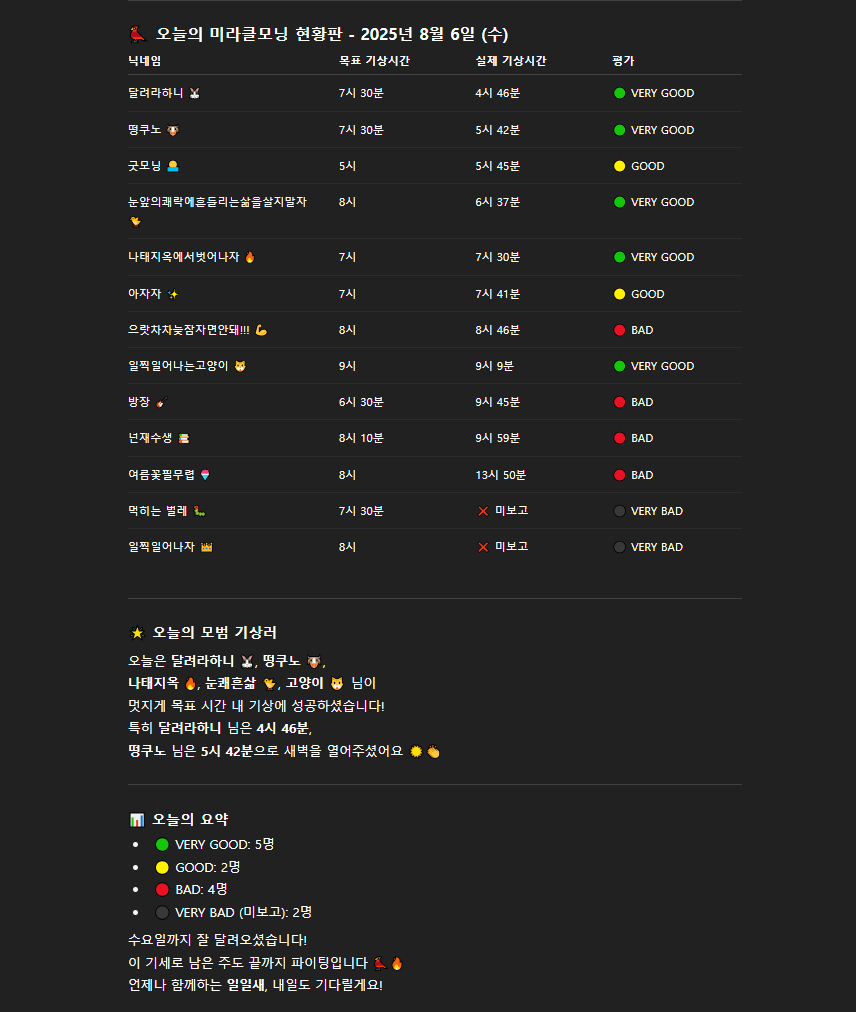 🐦‍🔥 오늘의 미라클모닝 현황판 - 2025년 8월 6일 (수)
닉네임 목표 기상시간 실제 기상시간 평가
달려라하니 🐰 7시 30분 4시 46분 🟢 VERY GOOD
떵쿠노 🐮 7시 30분 5시 42분 🟢 VERY GOOD
굿모닝 5시 5시 45분 🟡 GOOD
눈앞의쾌락에흔들리는삶을살지말자 8시 6시 37분 🟢 VERY GOOD
🐤
나태지옥에서벗어나자 🔥 7시 7시 30분 🟢 VERY GOOD
아자자 ✨ 7시 7시 41분 🟡 GOOD
으랏차차늦잠자면안돼!!! 💪 8시 8시 46분 🔴 BAD
일찍일어나는고양이 🐱 9시 9시 9분 🟢 VERY GOOD
방장 🎸 6시 30분 9시 45분 🔴 BAD
넌재수생 8시 10분 9시 59분 🔴 BAD
여름꽃필무렵 🍧 8시 13시 50분 🔴 BAD
먹히는 벌레 🐛 7시 30분 ❌ 미보고 ⚫ VERY BAD
일찍일어나자 👑 8시 ❌ 미보고 ⚫ VERY BAD
🌟 오늘의 모범 기상러
오늘은 달려라하니 🐰, 떵쿠노 🐮,
나태지옥 🔥, 눈쾌흔삶 🐤, 고양이 🐱 님이
멋지게 목표 시간 내 기상에 성공하셨습니다!
특히 달려라하니 님은 4시 46분,
떵쿠노 님은 5시 42분으로 새벽을 열어주셨어요 ☀️👏
📊 오늘의 요약
• 🟢 VERY GOOD: 5명
• 🟡 GOOD: 2명
• 🔴 BAD: 4명
• ⚫ VERY BAD (미보고): 2명
수요일까지 잘 달려오셨습니다!
이 기세로 남은 주도 끝까지 파이팅입니다 🐦🔥
언제나 함께하는 일일새, 내일도 기다릴게요!